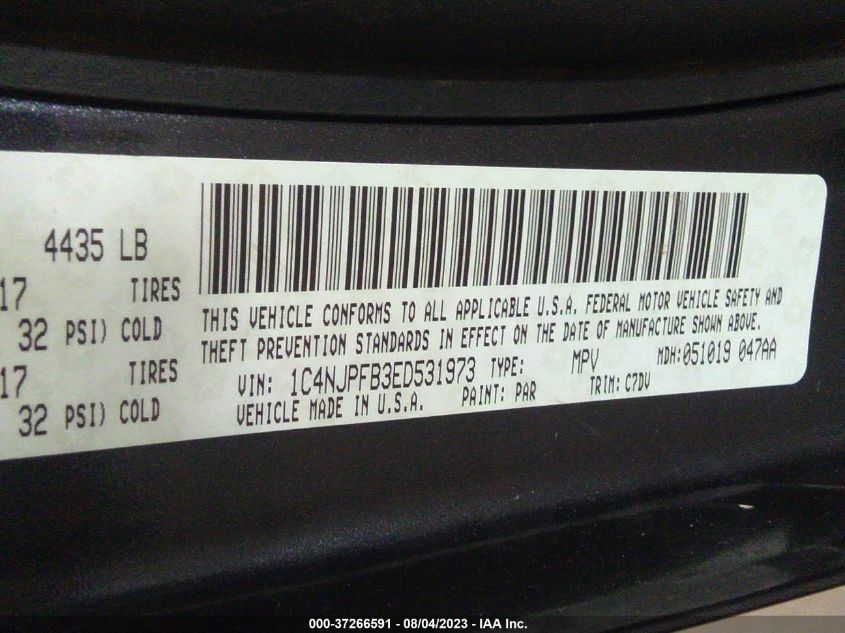 4435 LB
17 TIRES
32 PSI) COLD
17 TIRES
32 PSI) COLD
THIS VEHICLE CONFORMS TO ALL APPLICABLE U.S.A. FEDERAL MOTOR VEHICLE SAFETY AND
THEFT PREVENTION STANDARDS IN EFFECT ON THE DATE OF MANUFACTURE SHOWN ABOVE.
VIN: 1C4NJPFB3ED531973 TYPE: MPV MDH:051019 047AA
VEHICLE MADE IN U.S.A. PAINT: PAR TRIM: C7DV
000-37266591 - 08/04/2023 - IAA Inc.